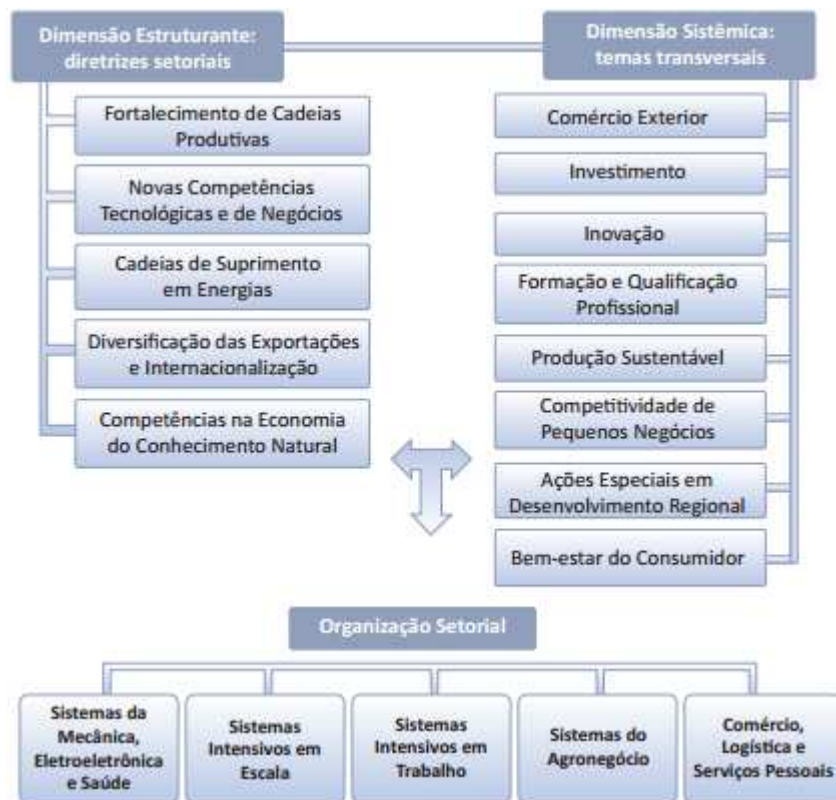 Dimensão Estruturante:
diretrizes setoriais
Fortalecimento de Cadeias
Produtivas
Novas Competências
Tecnológicas e de Negócios
Cadeias de Suprimento
em Energias
Diversificação das Exportações
e Internacionalização
Competências na Economia
do Conhecimento Natural
Dimensão Sistêmica:
temas transversais
Comércio Exterior
Investimento
Inovação
Formação e Qualificação
Profissional
Produção Sustentável
Competitividade de
Pequenos Negócios
Ações Especiais em
Desenvolvimento Regional
Bem-estar do Consumidor
Organização Setorial
Sistemas da
Mecânica,
Eletroeletrônica
e Saúde
Sistemas
Intensivos em
Escala
Sistemas
Intensivos em
Trabalho
Sistemas do
Agronegócio
Comércio,
Logística e
Serviços Pessoais